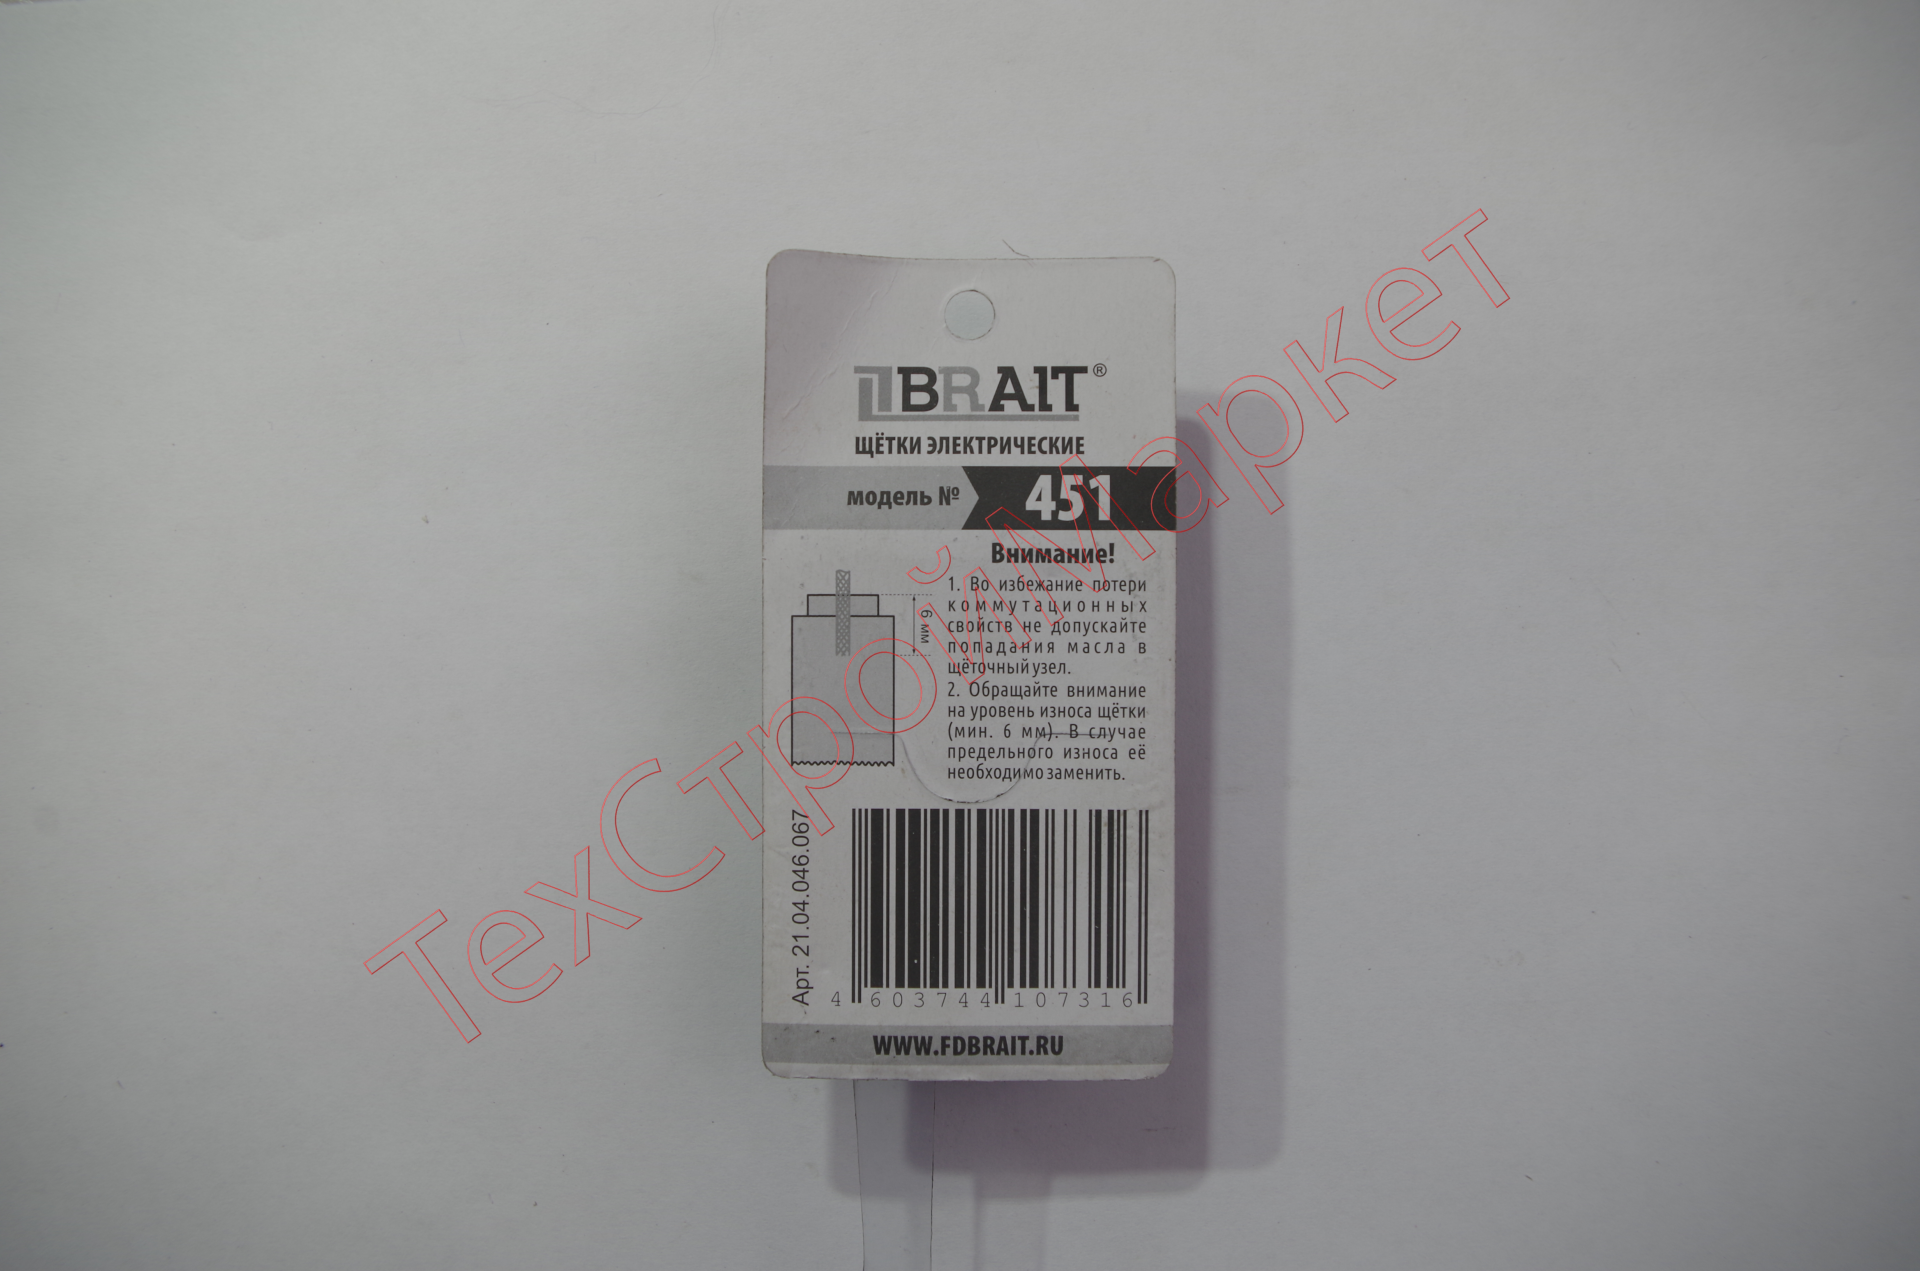 BRAIT®
ЩЁТКИ ЭЛЕКТРИЧЕСКИЕ
модель № 451
Внимание!
1. Во избежание потери
коммутационных
свойств не допускайте
попадания масла в
щёточный узел.
2. Обращайте внимание
на уровень износа щётки
(мин. 6 мм). В случае
предельного износа её
необходимо заменить.
6 мм
Арт. 21.04.046.067
4 603744 107316
WWW.FDBRAIT.RU
ТехСтройМаркет